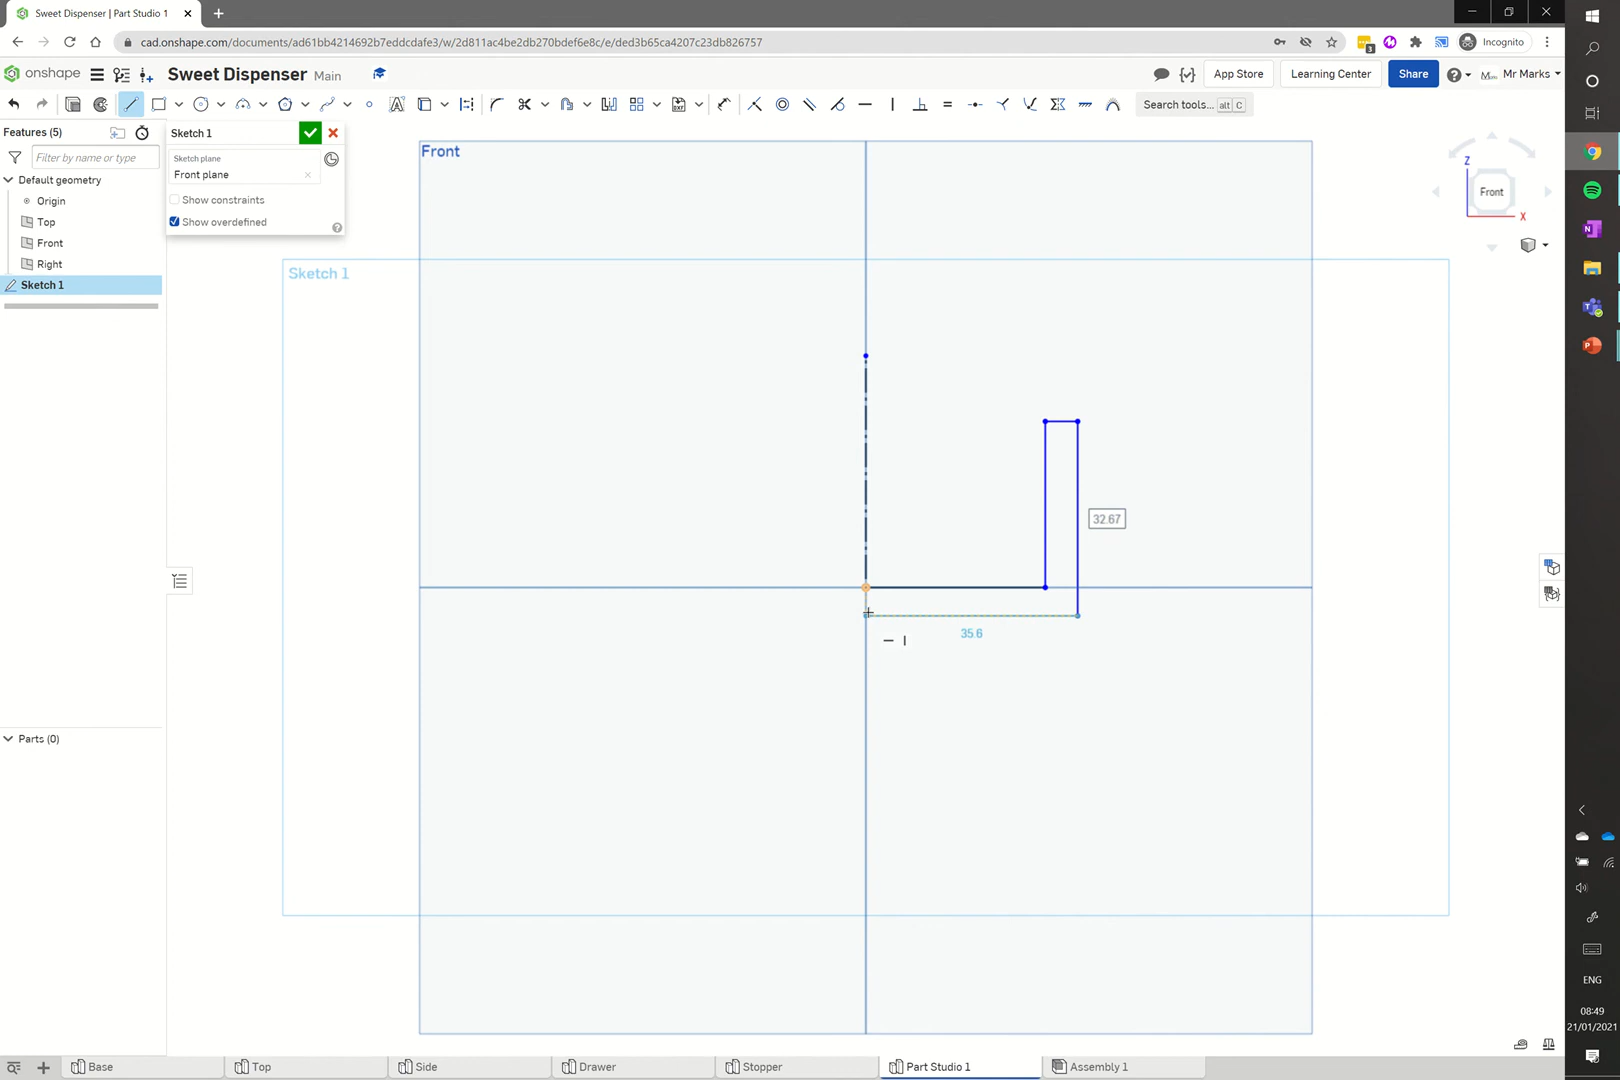 Sweet Dispenser | Part Studio 1
cad.onshape.com/documents/ad61bb4214692b7eddcdafe3/w/2d811ac4be2db270bdef6e8c/e/ded3b65ca4207c23db826757
3
Incognito
onshape
Sweet Dispenser Main
App Store
Learning Center
Share
Mr Marks
Search tools... alt C
Features (5)
Filter by name or type
Default geometry
Origin
Top
Front
Right
Sketch 1
Parts (0)
Sketch 1
Sketch plane
Front plane
Show constraints
Show overdefined
Front
Sketch 1
32.67
35.6
Z
Front
X
Base
Top
Side
Drawer
Stopper
Part Studio 1
Assembly 1
ENG
08:49
21/01/2021